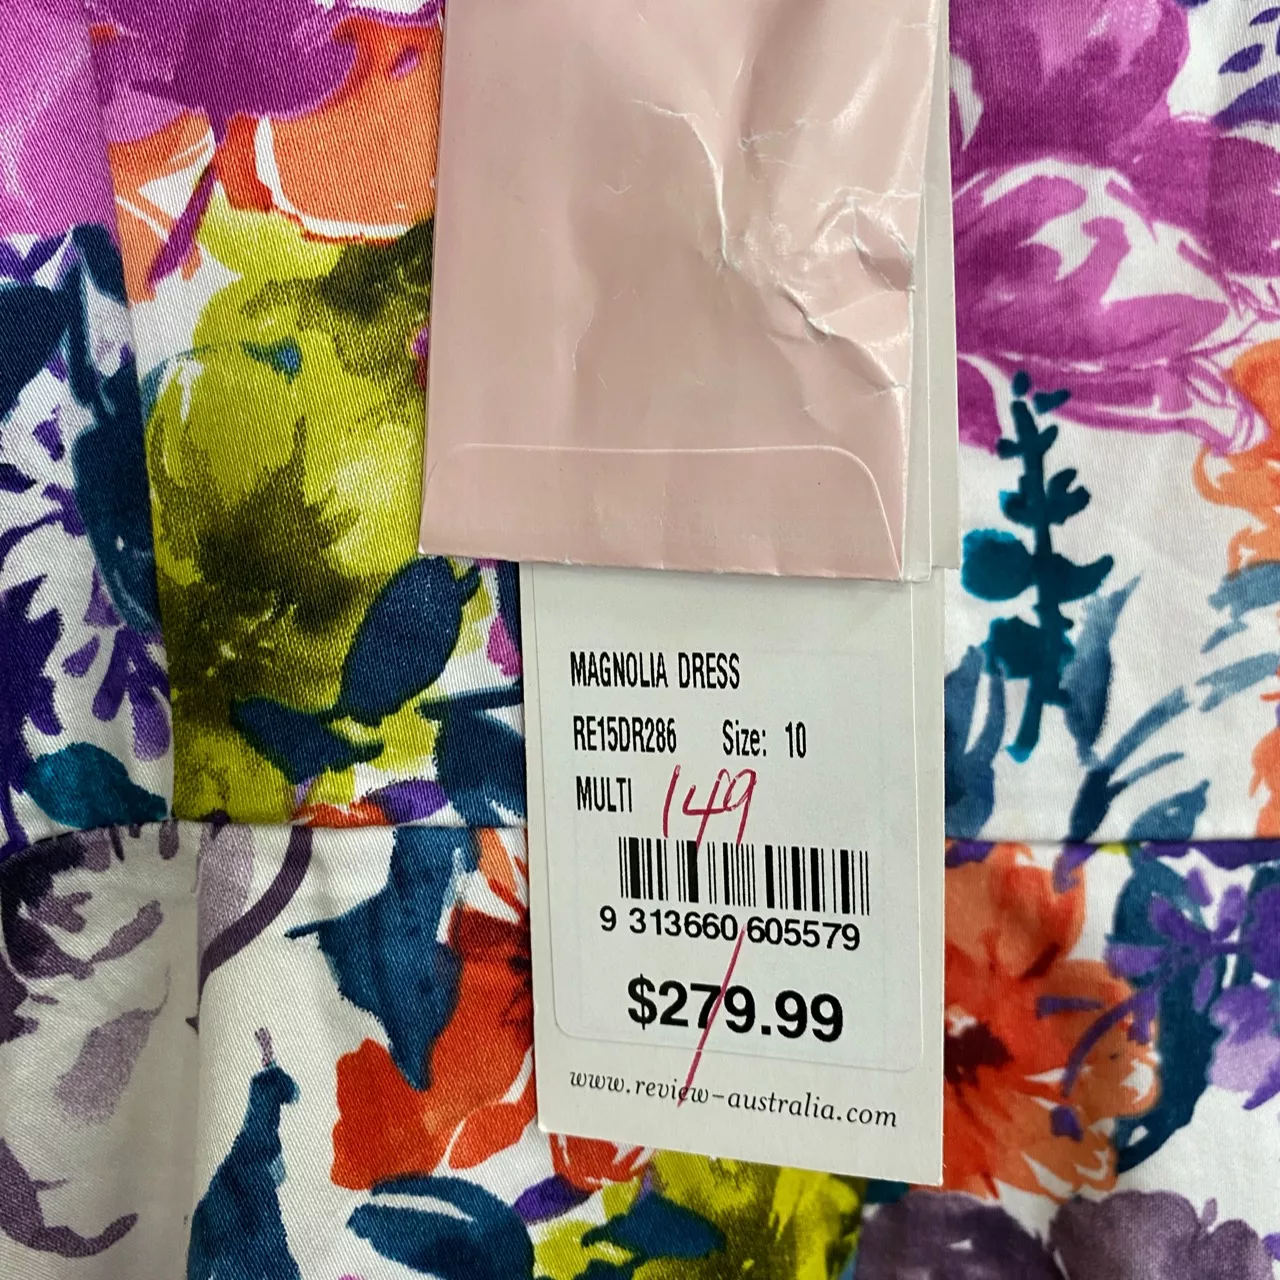 MAGNOLIA DRESS
RE15DR286 Size: 10
MULTI 149
9 313660 605579
$279.99
www.review-australia.com